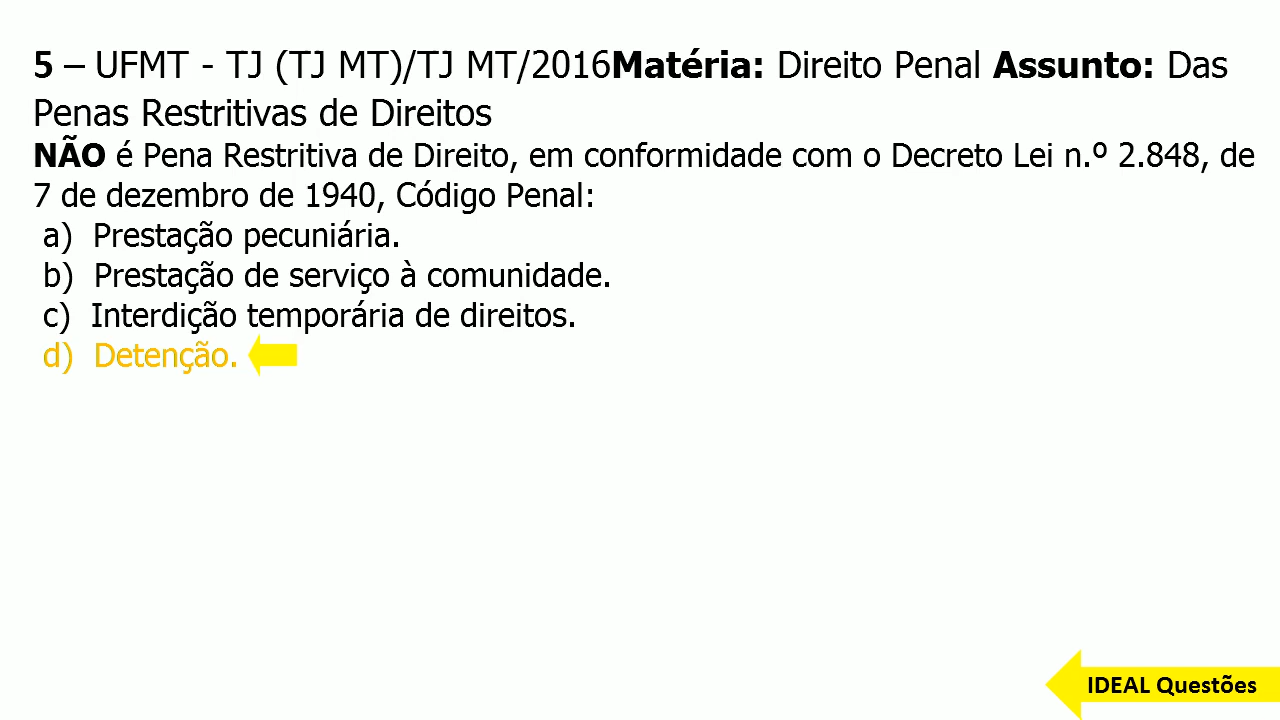 5 – UFMT - TJ (TJ MT)/TJ MT/2016Matéria: Direito Penal Assunto: Das
Penas Restritivas de Direitos
NÃO é Pena Restritiva de Direito, em conformidade com o Decreto Lei n.º 2.848, de
7 de dezembro de 1940, Código Penal:
a) Prestação pecuniária.
b) Prestação de serviço à comunidade.
c) Interdição temporária de direitos.
d) Detenção.
IDEAL Questões